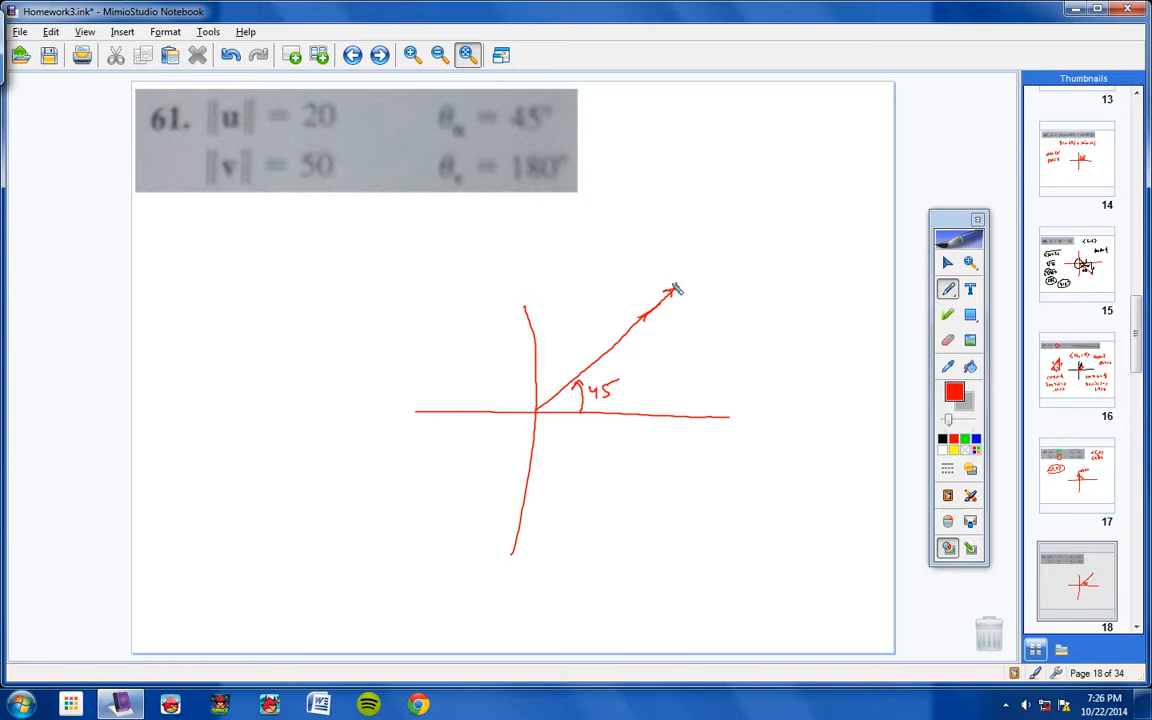 Homework3.ink* - MimioStudio Notebook
File Edit View Insert Format Tools Help
61. ||u|| = 20 θu = 45°
||v|| = 50 θv = 180°
45
Thumbnails
13
14
15
16
17
18
Page 18 of 34
7:26 PM
10/22/2014